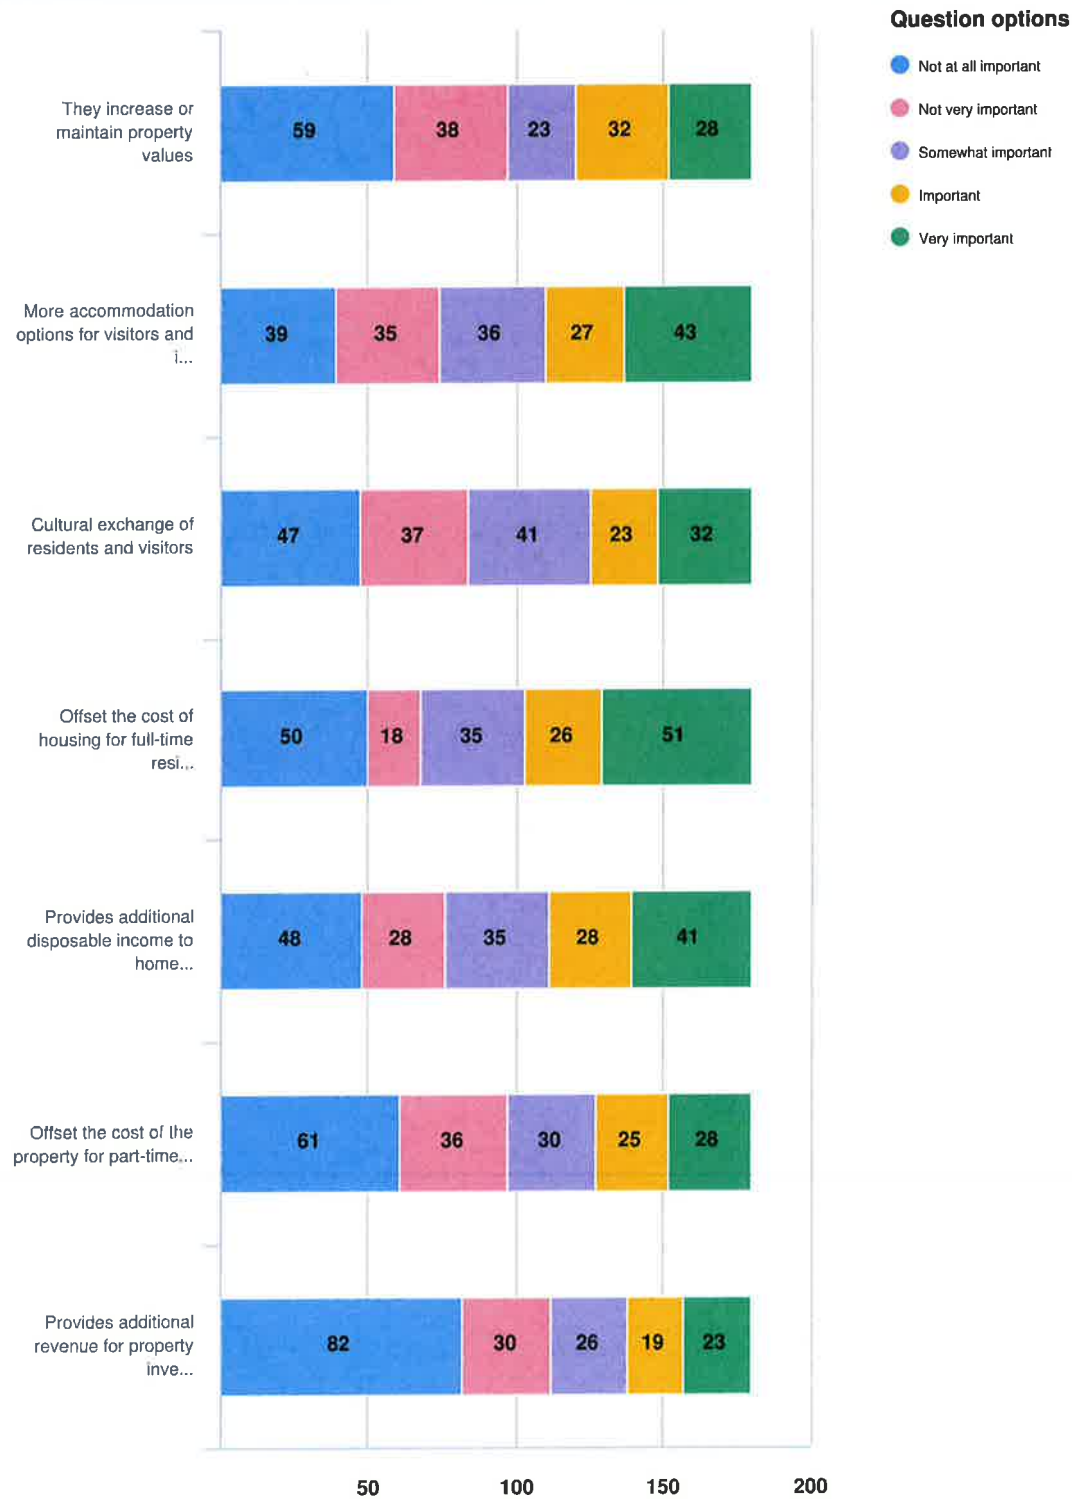 Question options
Not at all important
Not very important
Somewhat important
Important
Very important
They increase or
maintain property
values
59 38 23 32 28
More accommodation
options for visitors and
i...
39 35 36 27 43
Cultural exchange of
residents and visitors
47 37 41 23 32
Offset the cost of
housing for full-time
resi...
50 18 35 26 51
Provides additional
disposable income to
home...
48 28 35 28 41
Offset the cost of the
property for part-time...
61 36 30 25 28
Provides additional
revenue for property
inve...
82 30 26 19 23
50 100 150 200